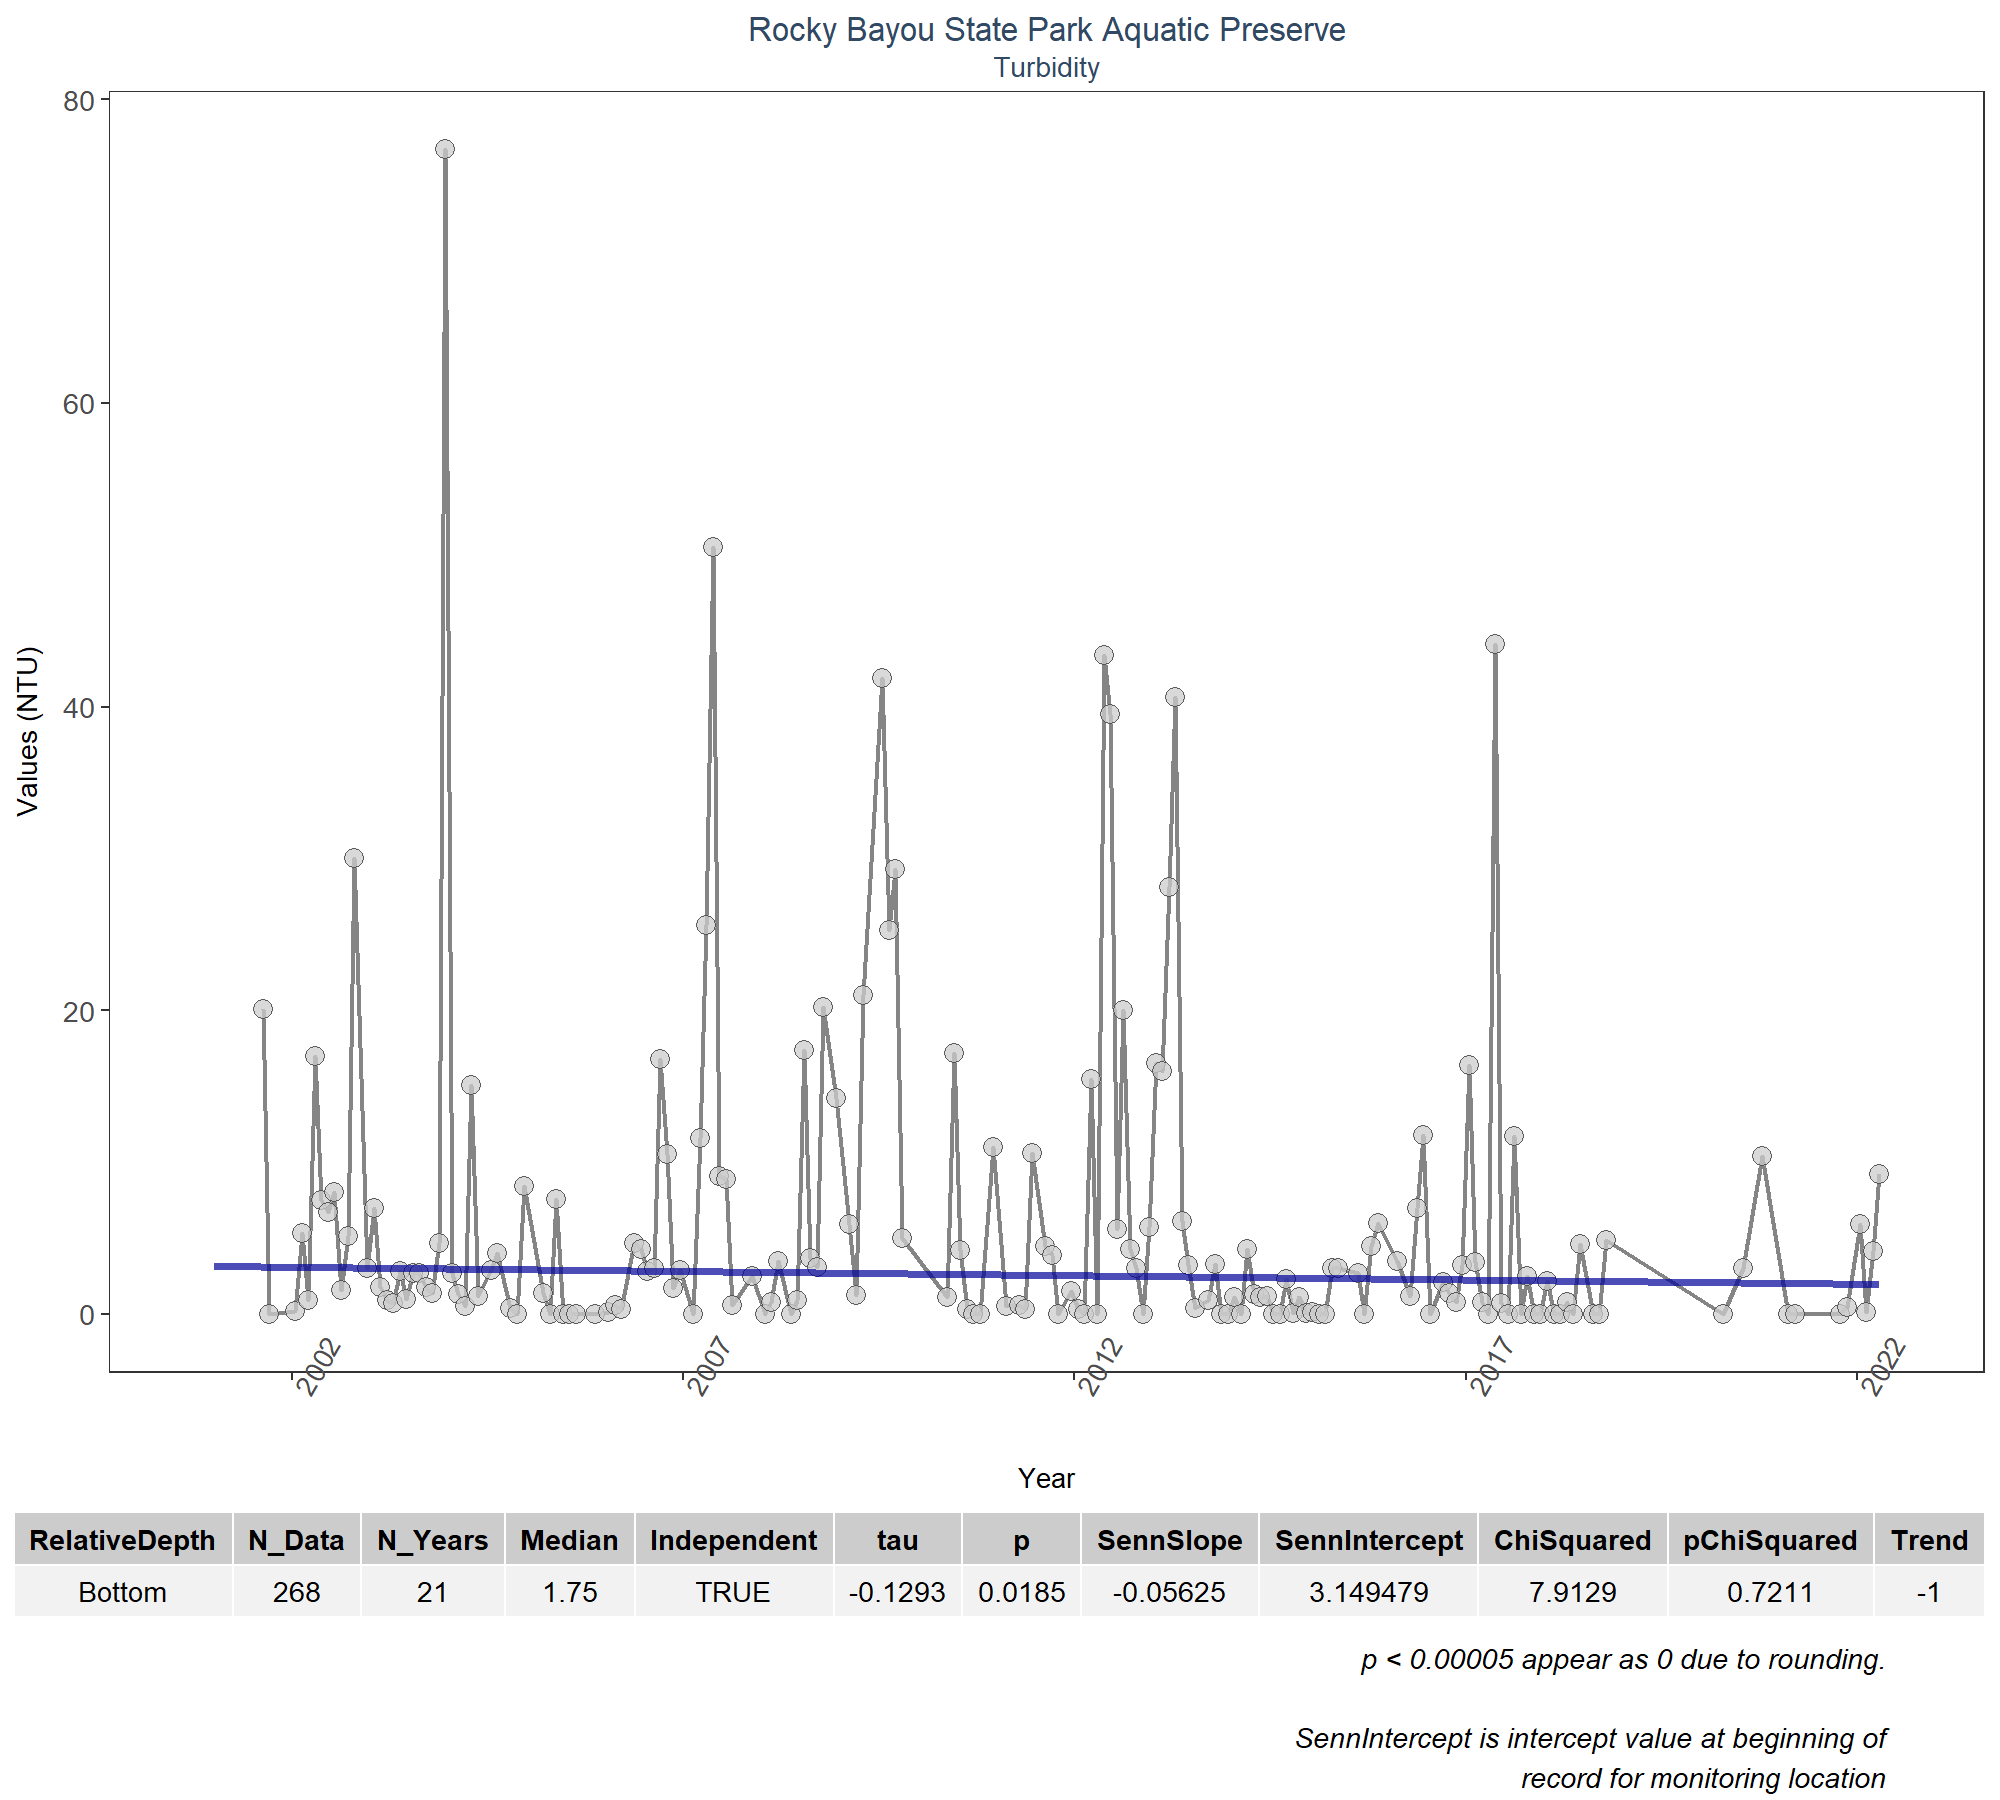 Rocky Bayou State Park Aquatic Preserve
Turbidity
80
60
40
20
0
Values (NTU)
2002
2007
2012
2017
2022
Year
RelativeDepth N_Data N_Years Median Independent tau p SennSlope SennIntercept ChiSquared pChiSquared Trend
Bottom 268 21 1.75 TRUE -0.1293 0.0185 -0.05625 3.149479 7.9129 0.7211 -1
p < 0.00005 appear as 0 due to rounding.
SennIntercept is intercept value at beginning of
record for monitoring location